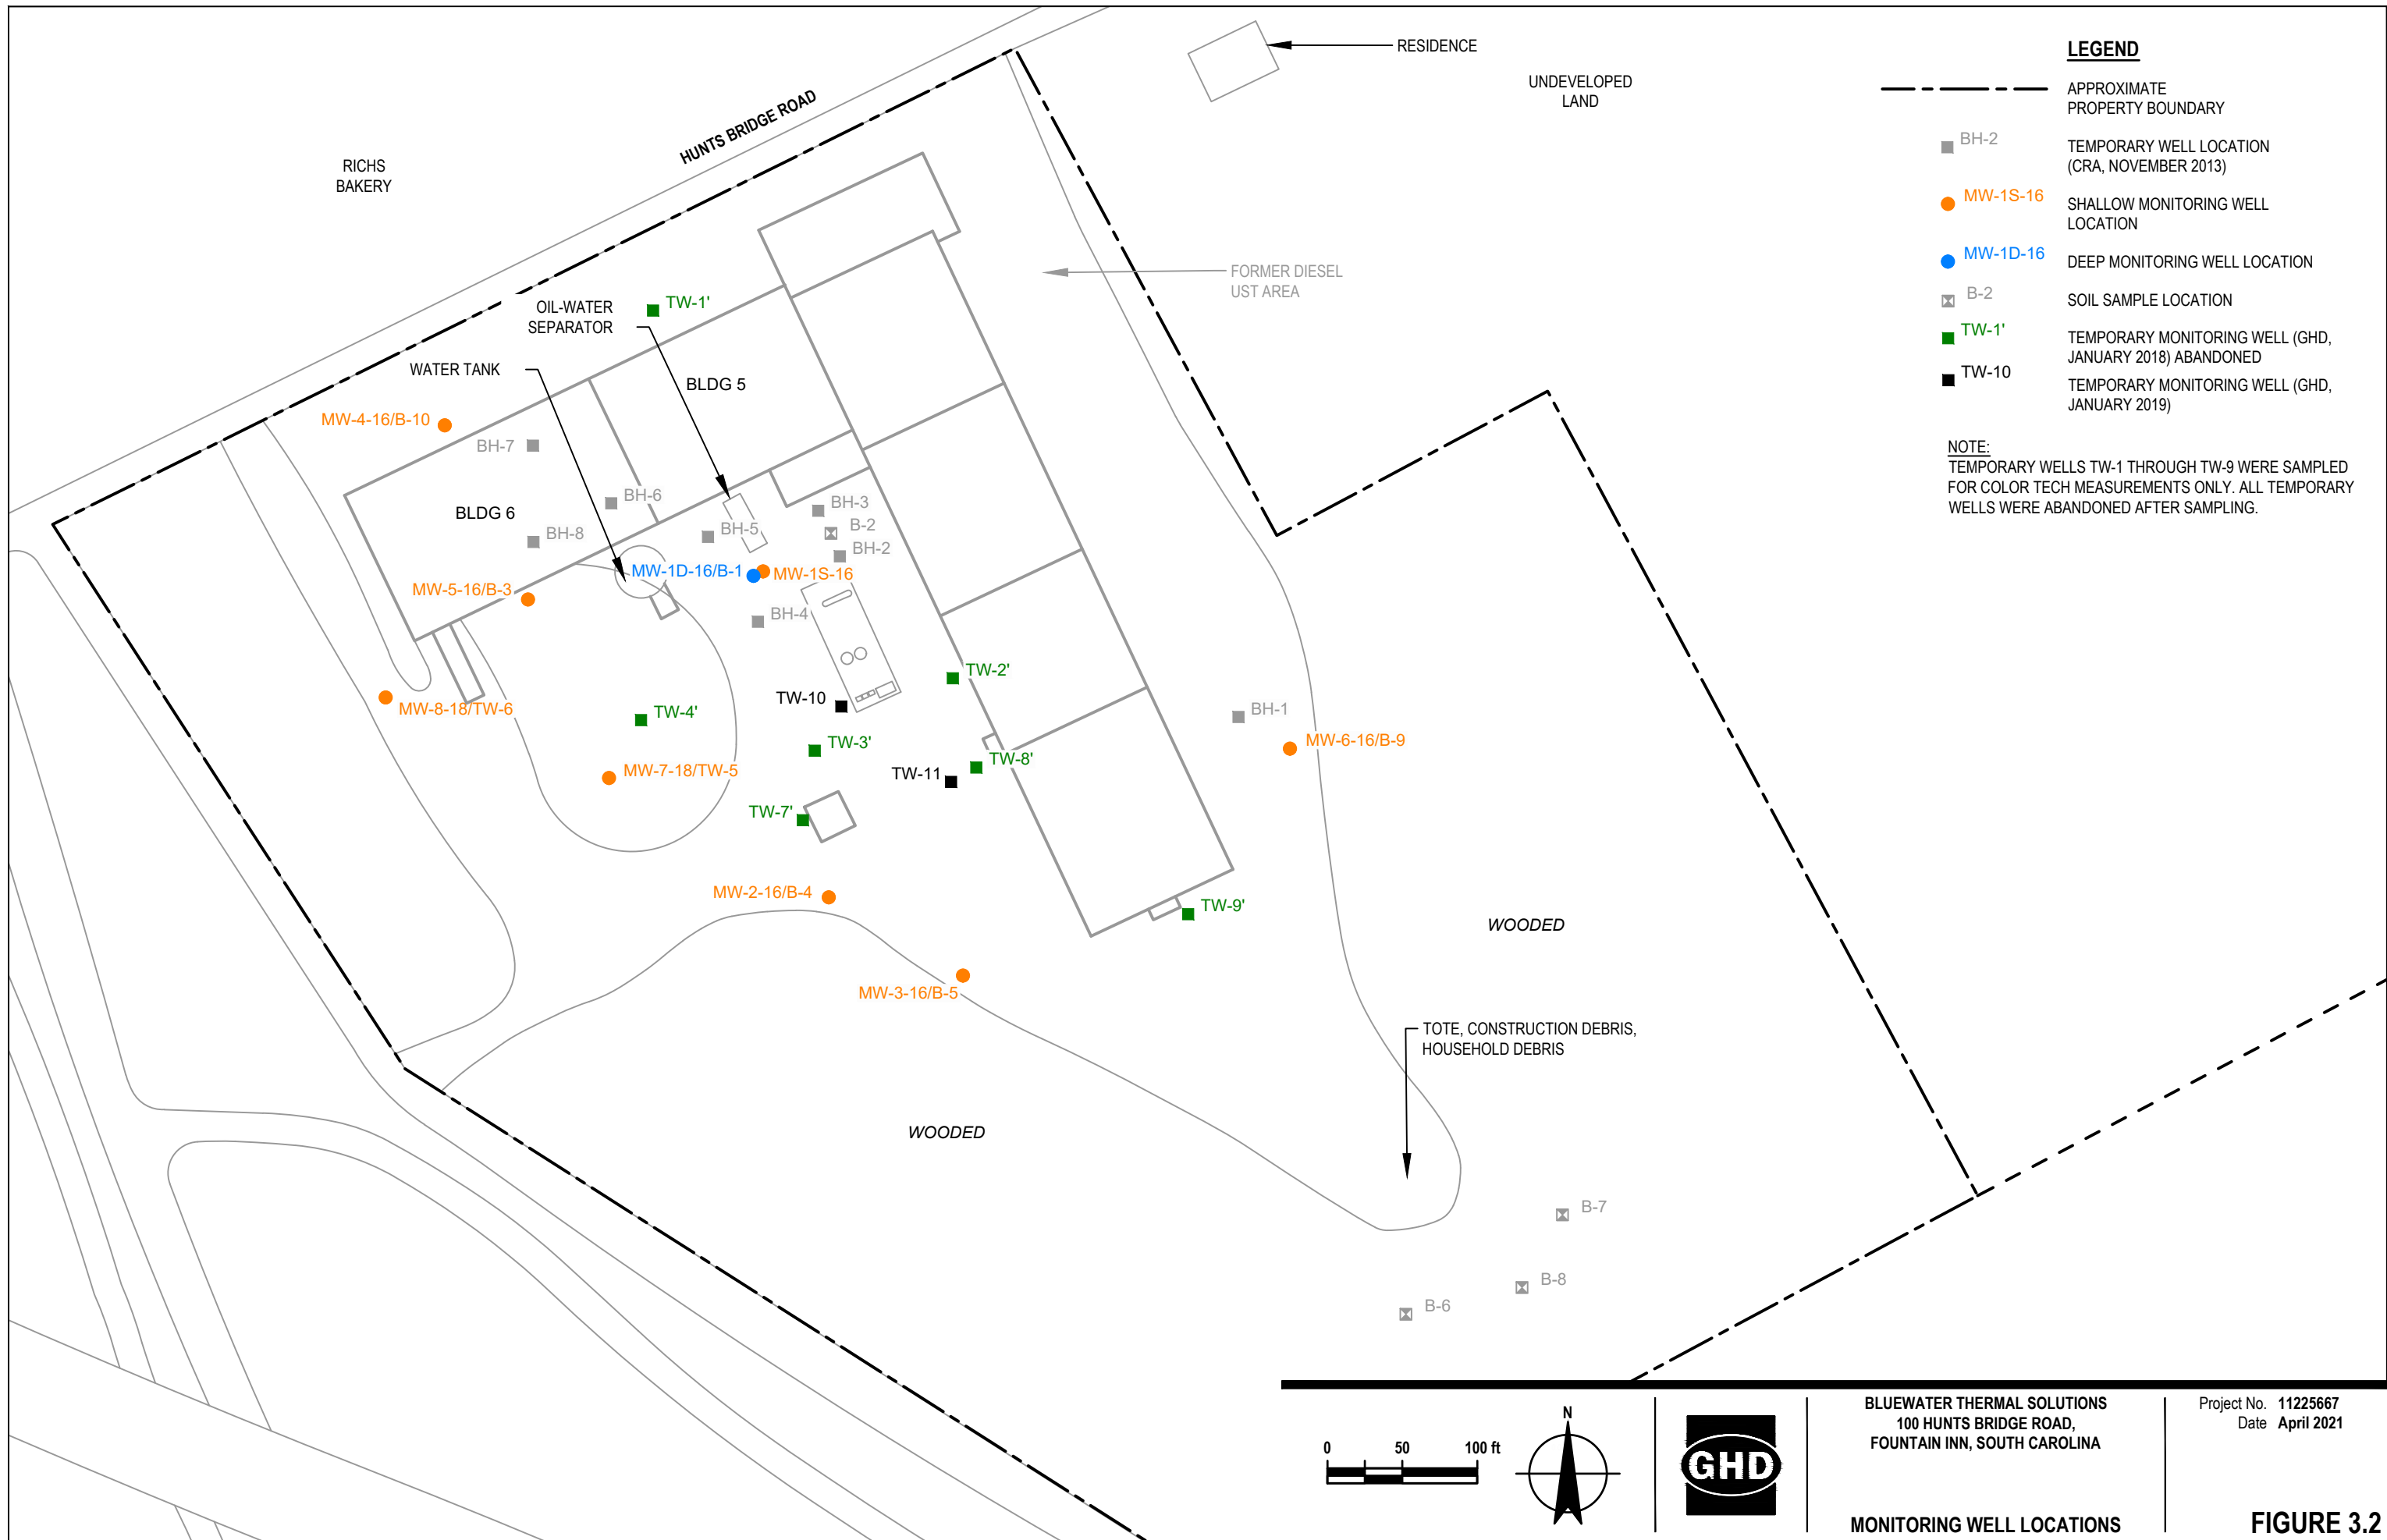 RESIDENCE
UNDEVELOPED
LAND
HUNTS BRIDGE ROAD
RICHS
BAKERY
FORMER DIESEL
UST AREA
OIL-WATER
SEPARATOR
TW-1'
WATER TANK
BLDG 5
MW-4-16/B-10
BH-7
BH-6
BLDG 6
BH-8
BH-5
BH-3
B-2
BH-2
MW-1D-16/B-1
MW-1S-16
MW-5-16/B-3
BH-4
TW-2'
TW-10
MW-8-18/TW-6
TW-4'
TW-3'
BH-1
MW-6-16/B-9
MW-7-18/TW-5
TW-11
TW-8'
TW-7'
MW-2-16/B-4
TW-9'
WOODED
MW-3-16/B-5
TOTE, CONSTRUCTION DEBRIS,
HOUSEHOLD DEBRIS
WOODED
B-7
B-8
B-6
LEGEND
APPROXIMATE
PROPERTY BOUNDARY
BH-2
TEMPORARY WELL LOCATION
(CRA, NOVEMBER 2013)
MW-1S-16
SHALLOW MONITORING WELL
LOCATION
MW-1D-16
DEEP MONITORING WELL LOCATION
B-2
SOIL SAMPLE LOCATION
TW-1'
TEMPORARY MONITORING WELL (GHD,
JANUARY 2018) ABANDONED
TW-10
TEMPORARY MONITORING WELL (GHD,
JANUARY 2019)
NOTE:
TEMPORARY WELLS TW-1 THROUGH TW-9 WERE SAMPLED
FOR COLOR TECH MEASUREMENTS ONLY. ALL TEMPORARY
WELLS WERE ABANDONED AFTER SAMPLING.
0 50 100 ft
N
GHD
BLUEWATER THERMAL SOLUTIONS
100 HUNTS BRIDGE ROAD,
FOUNTAIN INN, SOUTH CAROLINA
MONITORING WELL LOCATIONS
Project No. 11225667
Date April 2021
FIGURE 3.2